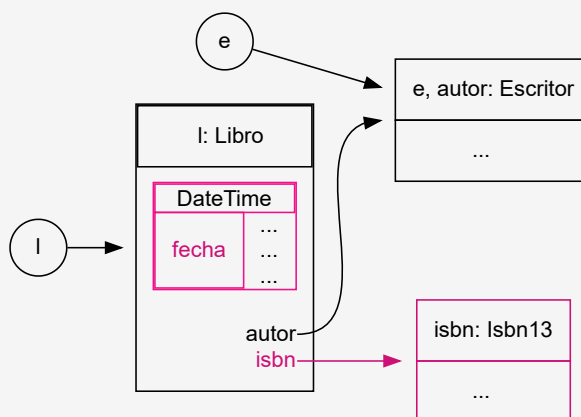 e
e, autor: Escritor
...
l: Libro
DateTime
fecha
...
...
...
l
autor
isbn
isbn: Isbn13
...